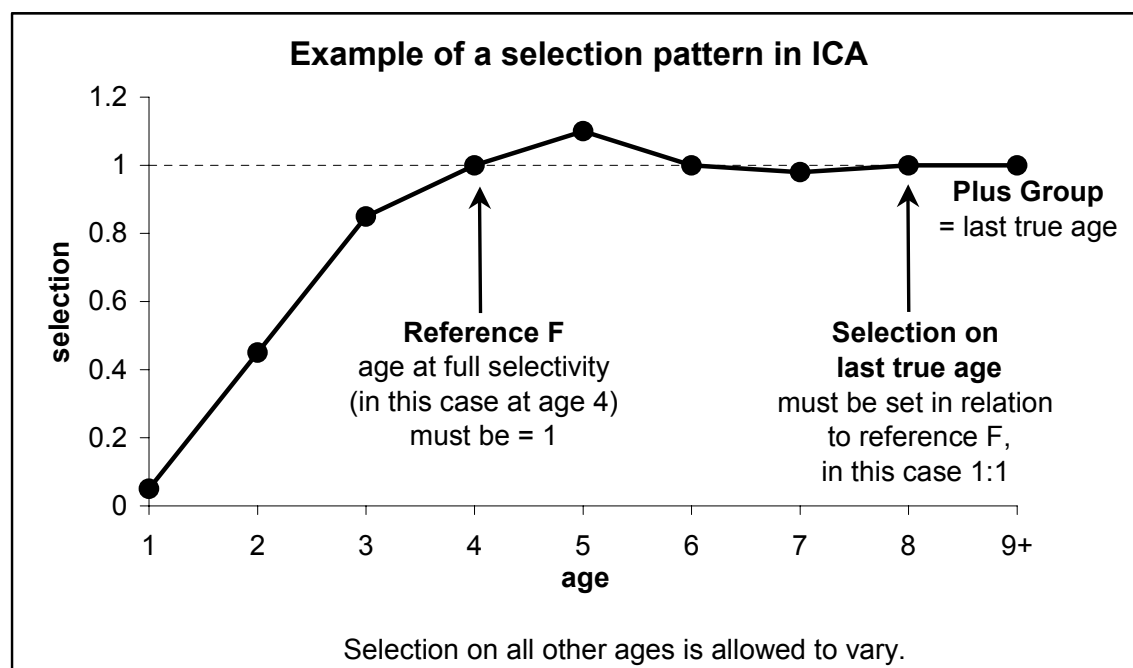 Example of a selection pattern in ICA
1.2
1
0.8
0.6
0.4
0.2
0
selection
Plus Group
= last true age
Reference F
age at full selectivity
(in this case at age 4)
must be = 1
Selection on
last true age
must be set in relation
to reference F,
in this case 1:1
1 2 3 4 5 6 7 8 9+
age
Selection on all other ages is allowed to vary.